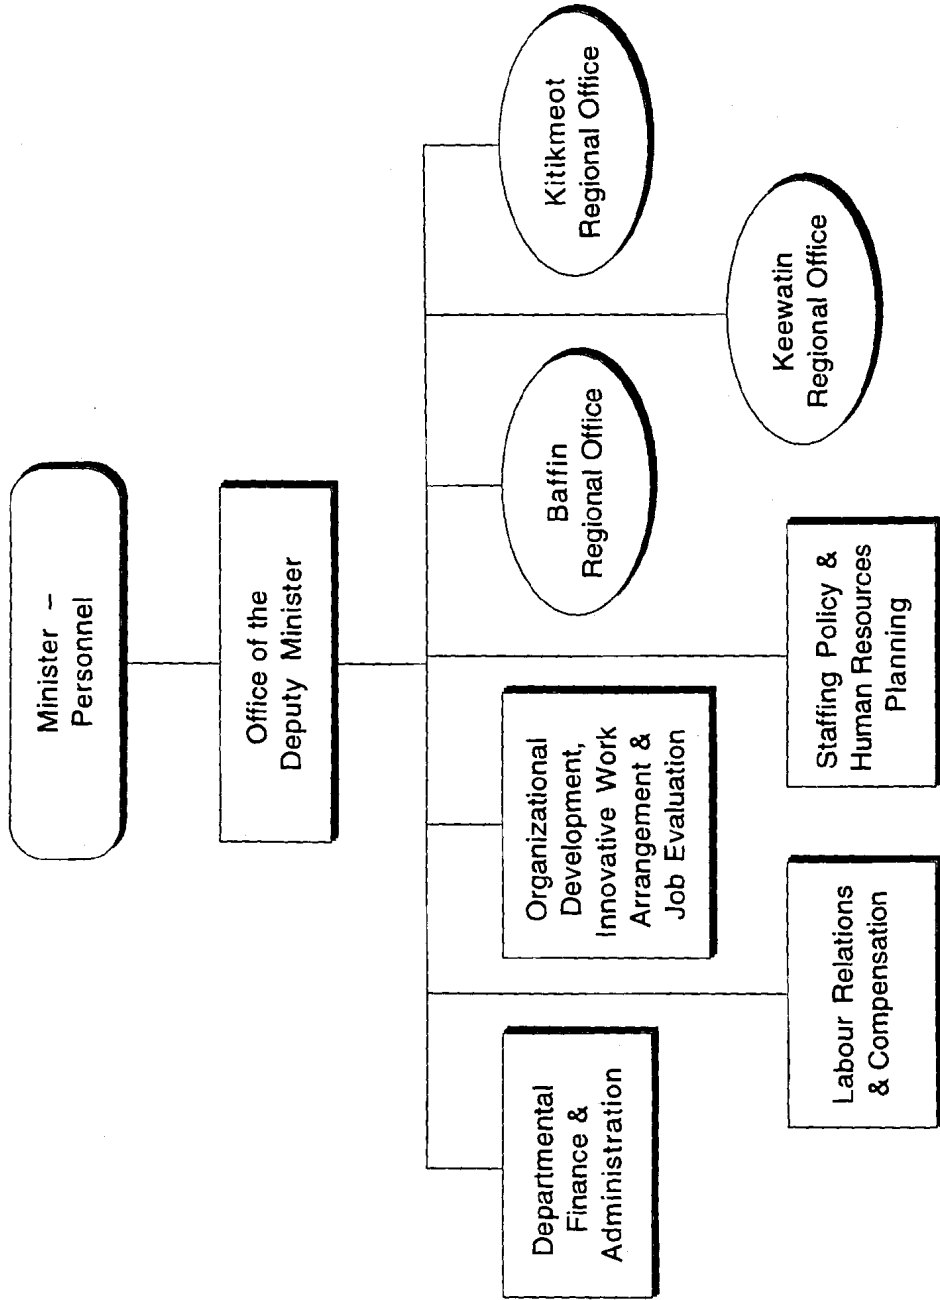 Minister –
Personnel
Office of the
Deputy Minister
Departmental
Finance &
Administration
Organizational
Development,
Innovative Work
Arrangement &
Job Evaluation
Baffin
Regional Office
Kitikmeot
Regional Office
Labour Relations
& Compensation
Staffing Policy &
Human Resources
Planning
Keewatin
Regional Office